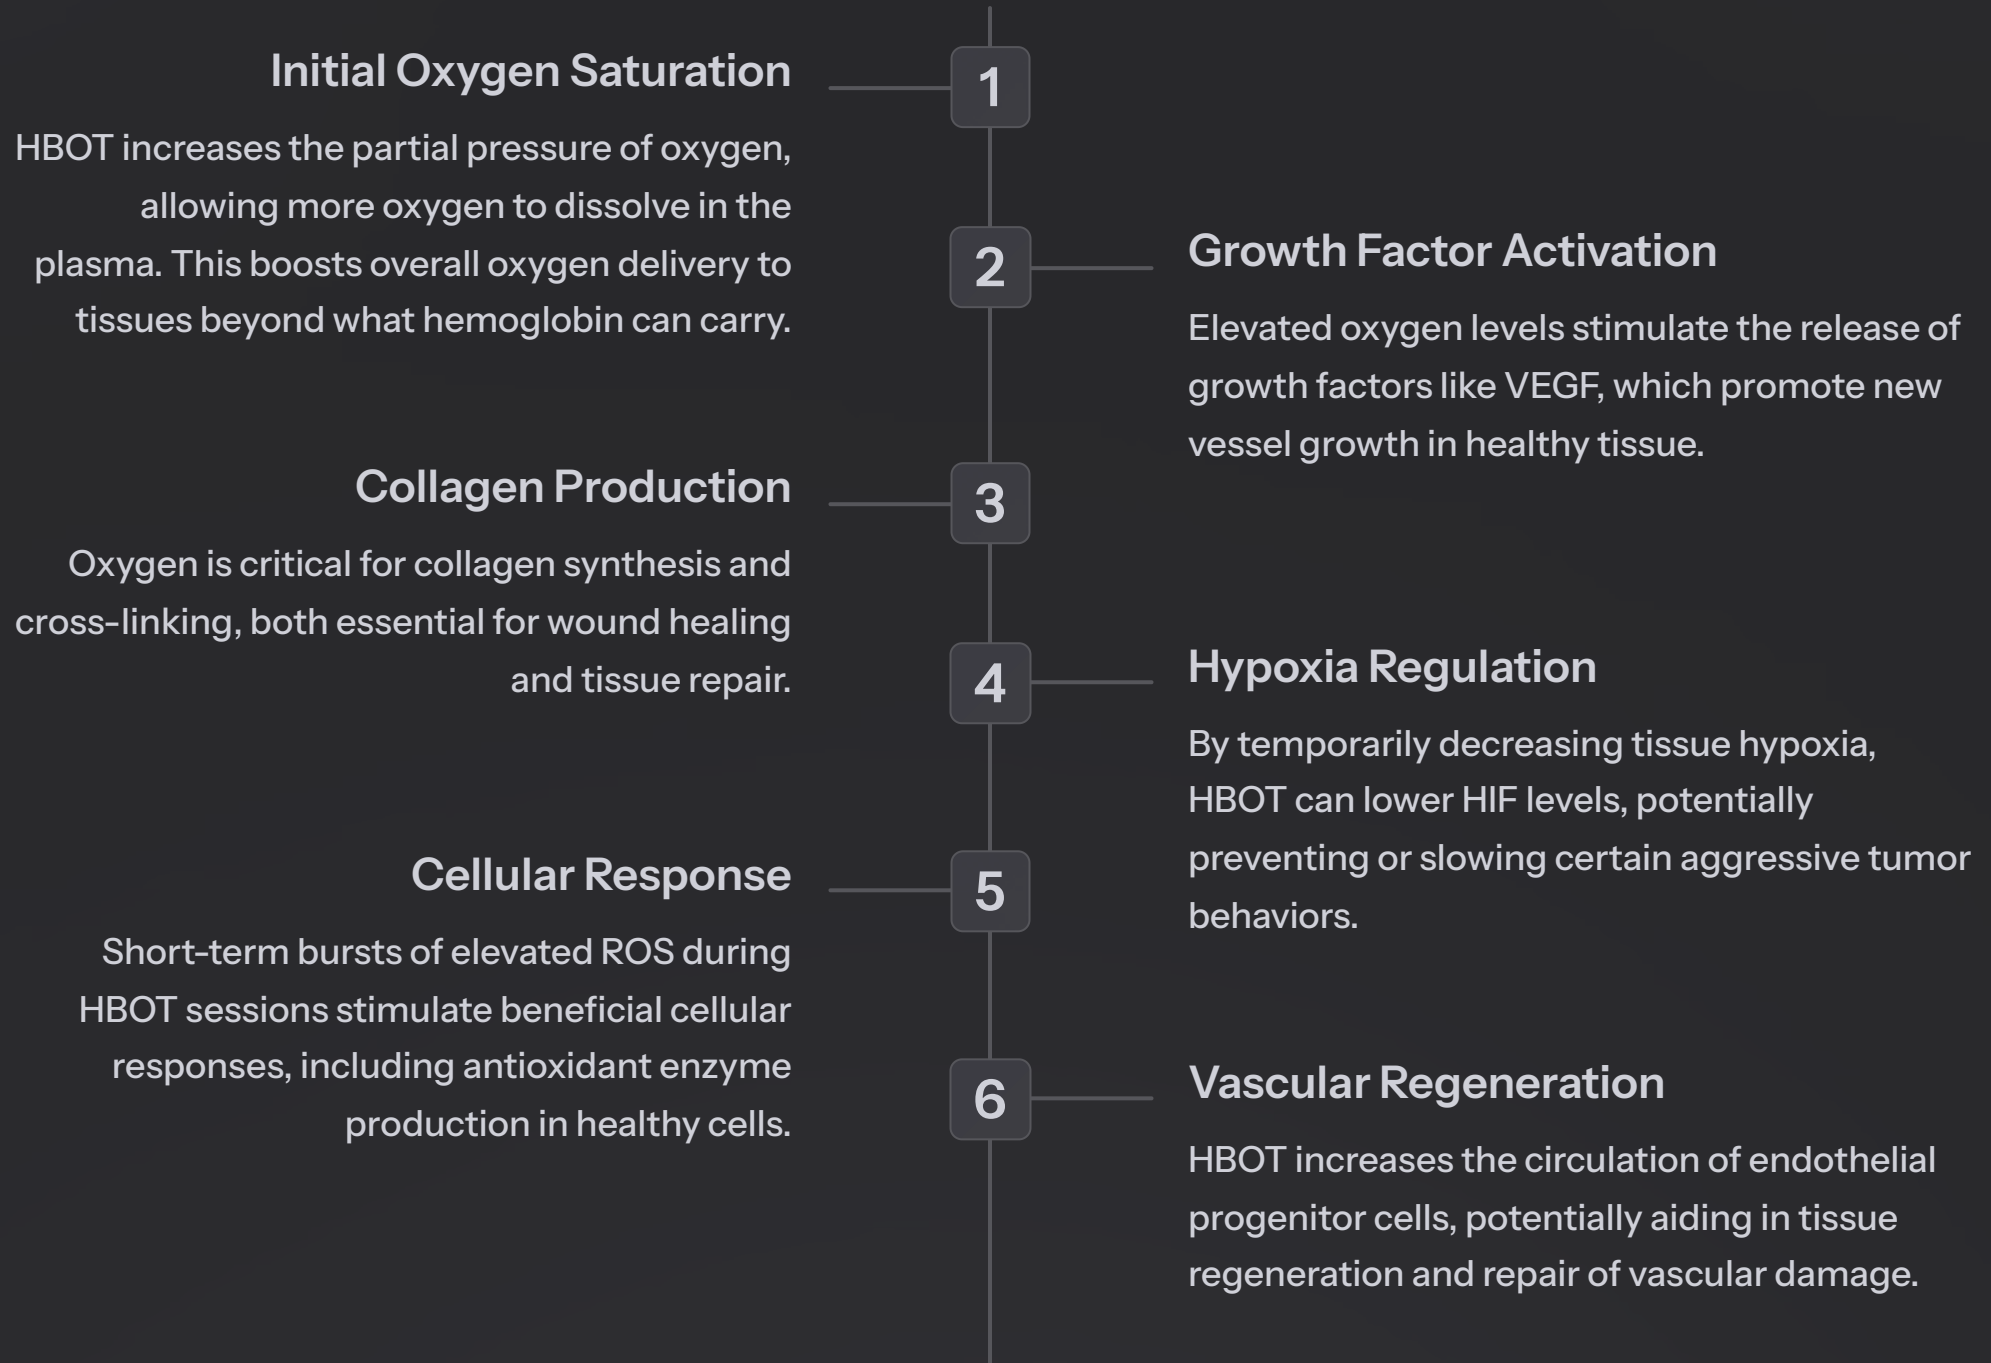 Initial Oxygen Saturation
1
HBOT increases the partial pressure of oxygen,
allowing more oxygen to dissolve in the
plasma. This boosts overall oxygen delivery to
tissues beyond what hemoglobin can carry.
2
Growth Factor Activation
Elevated oxygen levels stimulate the release of
growth factors like VEGF, which promote new
vessel growth in healthy tissue.
Collagen Production
3
Oxygen is critical for collagen synthesis and
cross-linking, both essential for wound healing
and tissue repair.
4
Hypoxia Regulation
By temporarily decreasing tissue hypoxia,
HBOT can lower HIF levels, potentially
preventing or slowing certain aggressive tumor
behaviors.
Cellular Response
5
Short-term bursts of elevated ROS during
HBOT sessions stimulate beneficial cellular
responses, including antioxidant enzyme
production in healthy cells.
6
Vascular Regeneration
HBOT increases the circulation of endothelial
progenitor cells, potentially aiding in tissue
regeneration and repair of vascular damage.